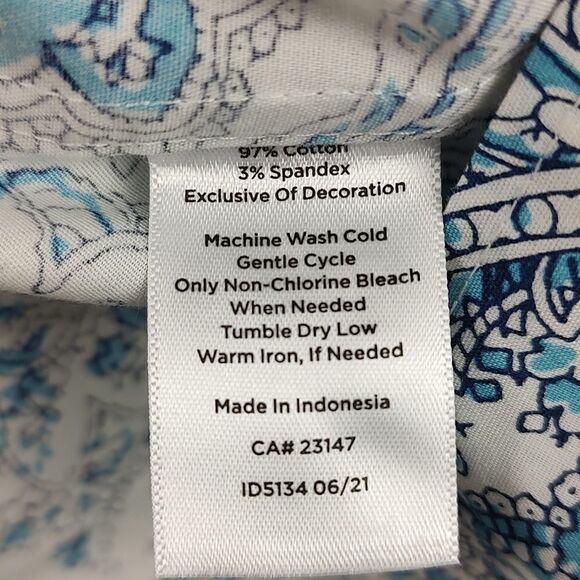 97% Cotton
3% Spandex
Exclusive Of Decoration
Machine Wash Cold
Gentle Cycle
Only Non-Chlorine Bleach
When Needed
Tumble Dry Low
Warm Iron, If Needed
Made In Indonesia
CA# 23147
ID5134 06/21